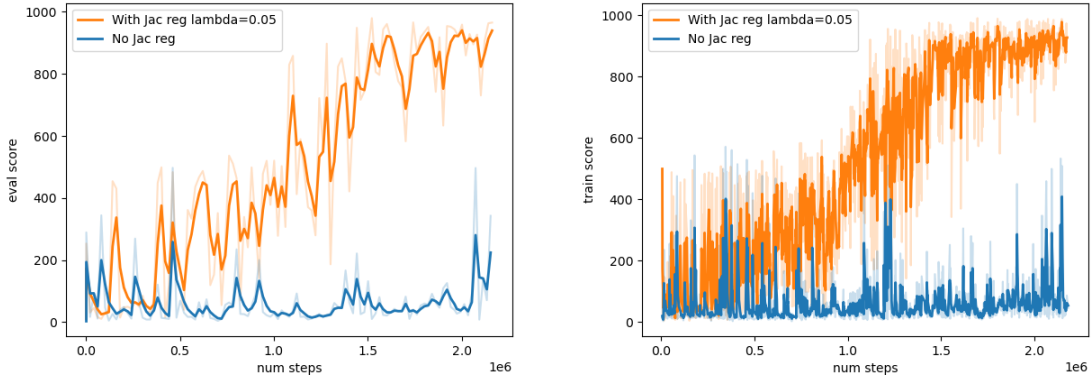 With Jac reg lambda=0.05
No Jac reg
1000
800
600
400
200
0
eval score
0.0
0.5
1.0
1.5
2.0
1e6
num steps
With Jac reg lambda=0.05
No Jac reg
1000
800
600
400
200
0
train score
0.0
0.5
1.0
1.5
2.0
1e6
num steps